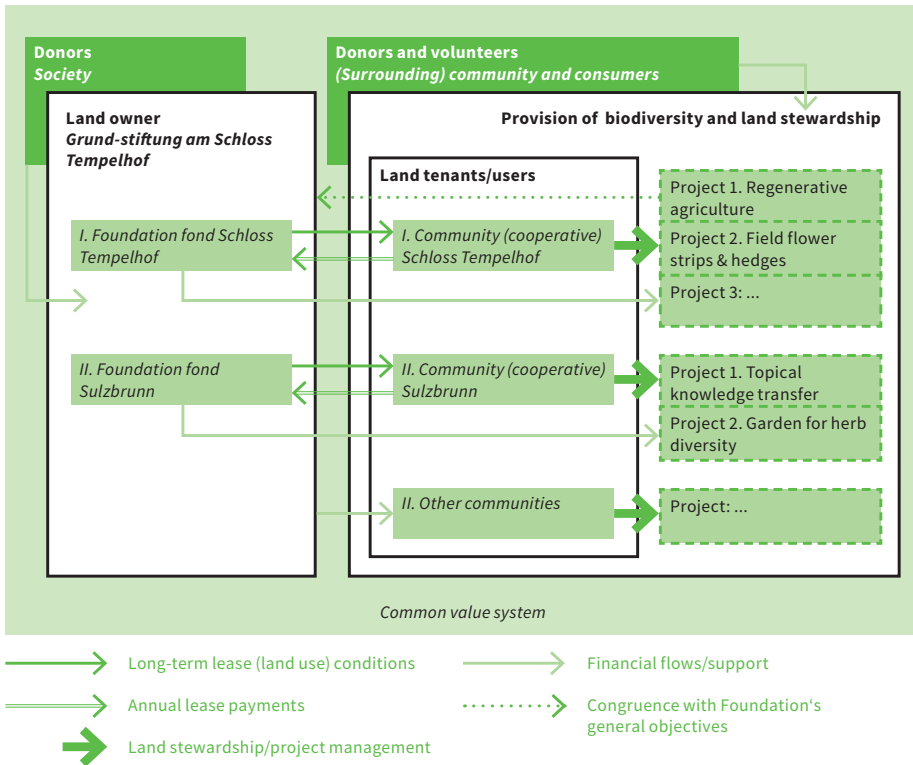 Donors
Society
Donors and volunteers
(Surrounding) community and consumers
Land owner
Grund-stiftung am Schloss
Tempelhof
Provision of biodiversity and land stewardship
Land tenants/users
I. Foundation fond Schloss
Tempelhof
I. Community (cooperative)
Schloss Tempelhof
Project 1. Regenerative
agriculture
Project 2. Field flower
strips & hedges
Project 3: ...
II. Foundation fond
Sulzbrunn
II. Community (cooperative)
Sulzbrunn
Project 1. Topical
knowledge transfer
Project 2. Garden for herb
diversity
II. Other communities
Project: ...
Common value system
Long-term lease (land use) conditions
Annual lease payments
Land stewardship/project management
Financial flows/support
Congruence with Foundation‘s
general objectives